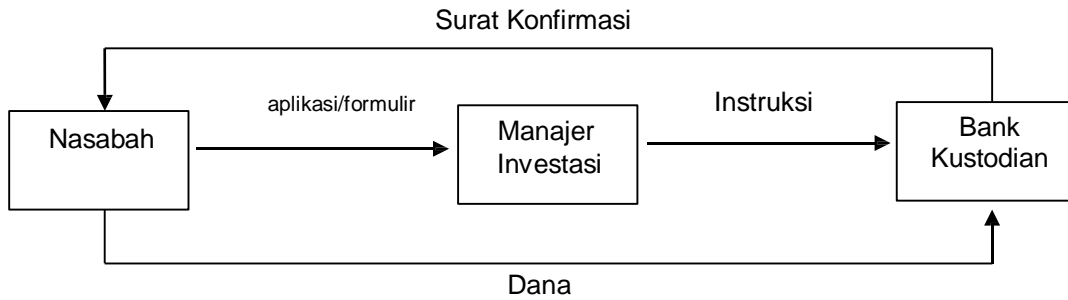 Surat Konfirmasi
aplikasi/formulir
Instruksi
Nasabah
Manajer
Investasi
Bank
Kustodian
Dana